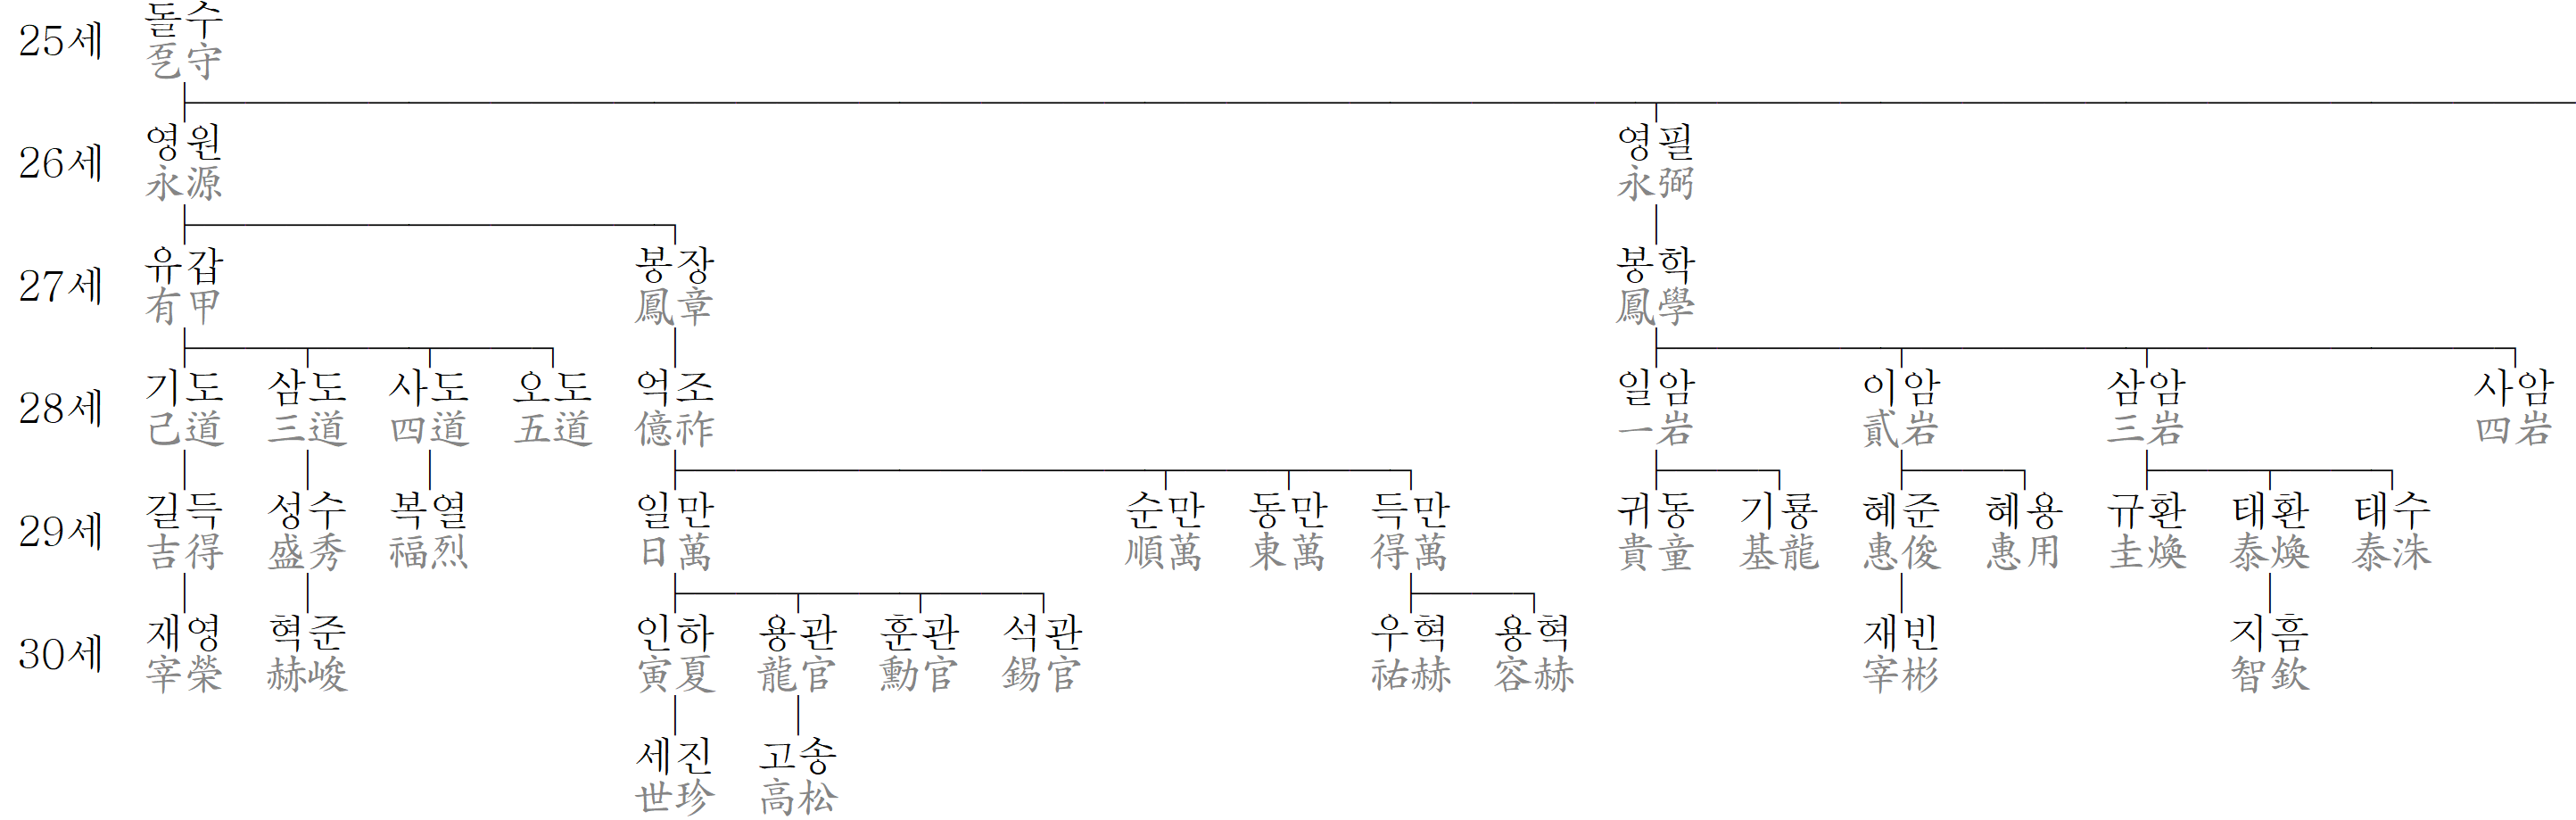 25세 돌수
乭守
26세 영원 영필
永源 永弼
27세 유갑 봉장 봉학
有甲 鳳章 鳳學
28세 기도 삼도 사도 오도 억조 일암 이암 삼암 사암
己道 三道 四道 五道 億祚 一岩 貳岩 三岩 四岩
29세 길득 성수 복열 일만 순만 동만 득만 귀동 기룡 혜준 혜용 규환 태환 태수
吉得 盛秀 福烈 日萬 順萬 東萬 得萬 貴童 基龍 惠俊 惠用 圭煥 泰煥 泰洙
30세 재영 혁준 인하 용관 훈관 석관 우혁 용혁 재빈 지흠
宰榮 赫峻 寅夏 龍官 勳官 錫官 祐赫 容赫 宰彬 智欽
세진 고송
世珍 高松